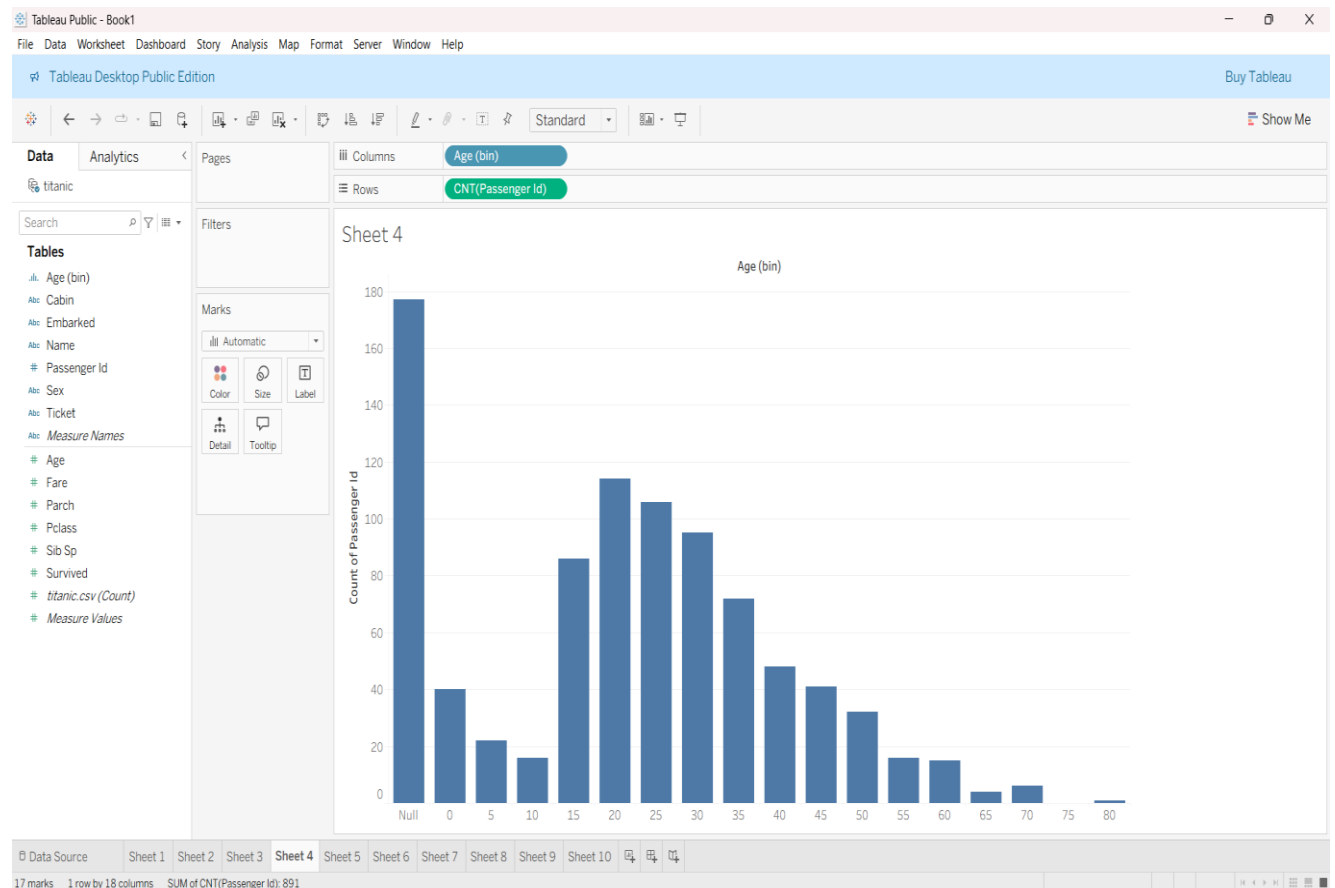 Tableau Public - Book1
File Data Worksheet Dashboard Story Analysis Map Format Server Window Help
Tableau Desktop Public Edition Buy Tableau
Standard Show Me
Data Analytics Pages Columns Age (bin)
titanic Rows CNT(Passenger Id)
Search Filters Sheet 4
Tables
Age (bin)
Abc Cabin
Abc Embarked
Abc Name
# Passenger Id
Abc Sex
Abc Ticket
Abc Measure Names
# Age
# Fare
# Parch
# Pclass
# Sib Sp
# Survived
# titanic.csv (Count)
# Measure Values
Marks
Automatic
Color Size Label
Detail Tooltip
Age (bin)
Count of Passenger Id
180
160
140
120
100
80
60
40
20
0
Null 0 5 10 15 20 25 30 35 40 45 50 55 60 65 70 75 80
Data Source Sheet 1 Sheet 2 Sheet 3 Sheet 4 Sheet 5 Sheet 6 Sheet 7 Sheet 8 Sheet 9 Sheet 10
17 marks 1 row by 18 columns SUM of CNT(Passenger Id): 891